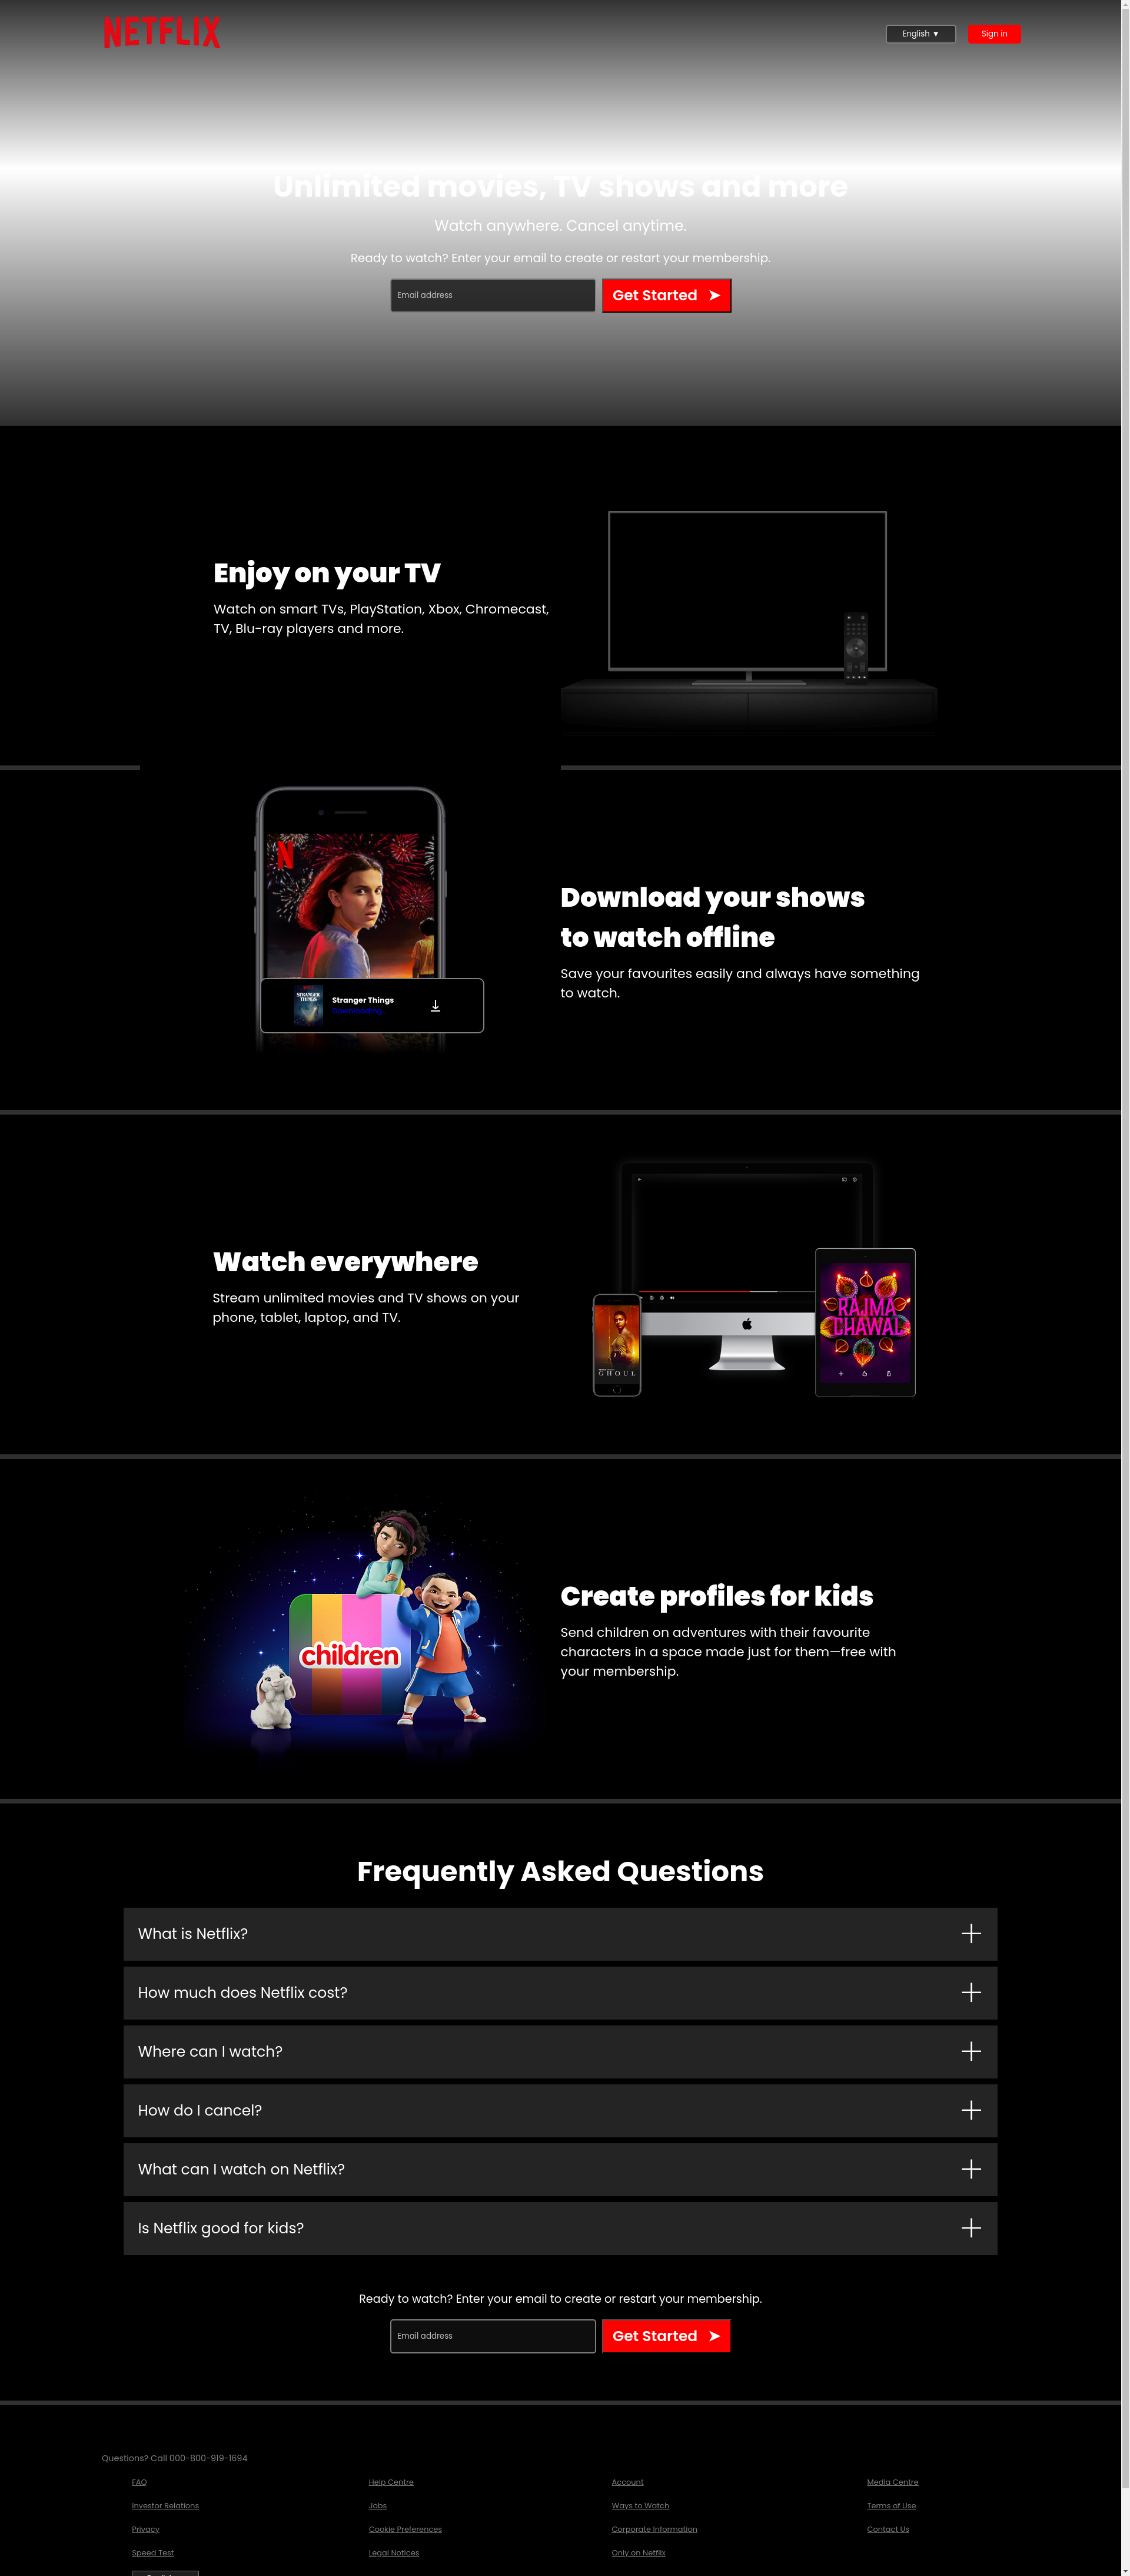 NETFLIX
English ▼
Sign in
Unlimited movies, TV shows and more
Watch anywhere. Cancel anytime.
Ready to watch? Enter your email to create or restart your membership.
Email address
Get Started ➤
Enjoy on your TV
Watch on smart TVs, PlayStation, Xbox, Chromecast,
TV, Blu-ray players and more.
N
STRANGER
THINGS
Stranger Things
Downloading...
Download your shows
to watch offline
Save your favourites easily and always have something
to watch.
Watch everywhere
Stream unlimited movies and TV shows on your
phone, tablet, laptop, and TV.
GHOUL
RAJMA
CHAWAL
children
Create profiles for kids
Send children on adventures with their favourite
characters in a space made just for them—free with
your membership.
Frequently Asked Questions
What is Netflix?
How much does Netflix cost?
Where can I watch?
How do I cancel?
What can I watch on Netflix?
Is Netflix good for kids?
Ready to watch? Enter your email to create or restart your membership.
Email address
Get Started ➤
Questions? Call 000-800-919-1694
FAQ
Help Centre
Account
Media Centre
Investor Relations
Jobs
Ways to Watch
Terms of Use
Privacy
Cookie Preferences
Corporate Information
Contact Us
Speed Test
Legal Notices
Only on Netflix